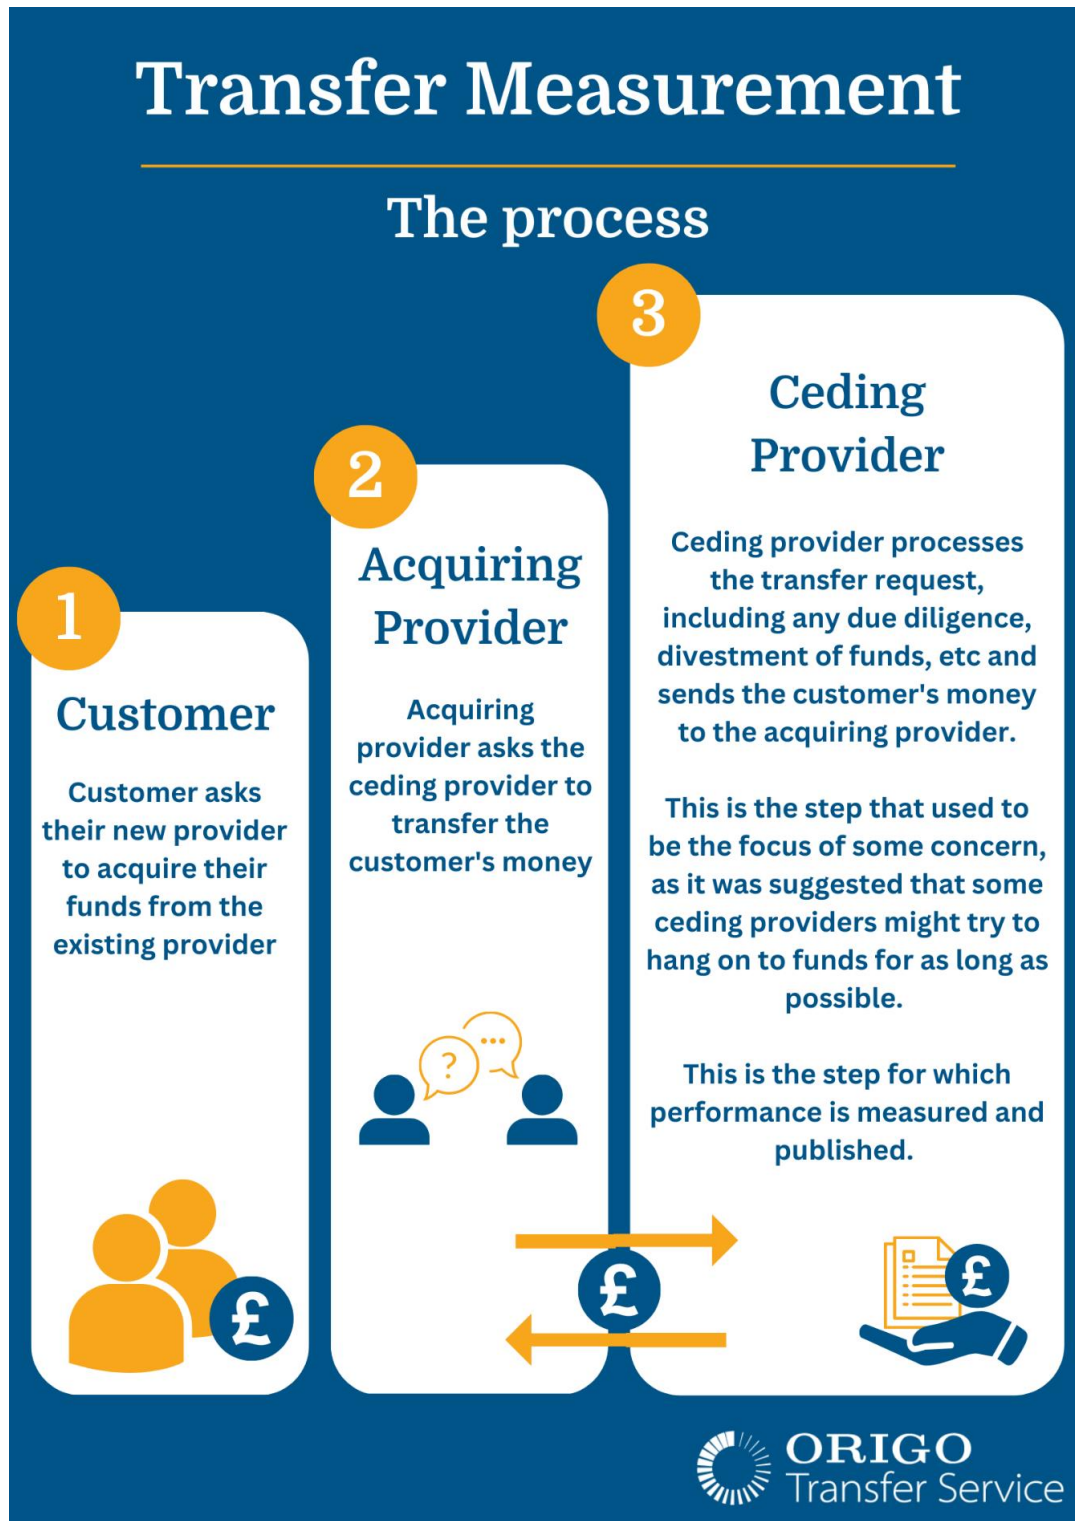 Transfer Measurement
The process
1
Customer
Customer asks
their new provider
to acquire their
funds from the
existing provider
£
2
Acquiring
Provider
Acquiring
provider asks the
ceding provider to
transfer the
customer's money
?
...
£
3
Ceding
Provider
Ceding provider processes
the transfer request,
including any due diligence,
divestment of funds, etc and
sends the customer's money
to the acquiring provider.
This is the step that used to
be the focus of some concern,
as it was suggested that some
ceding providers might try to
hang on to funds for as long as
possible.
This is the step for which
performance is measured and
published.
£
ORIGO
Transfer Service